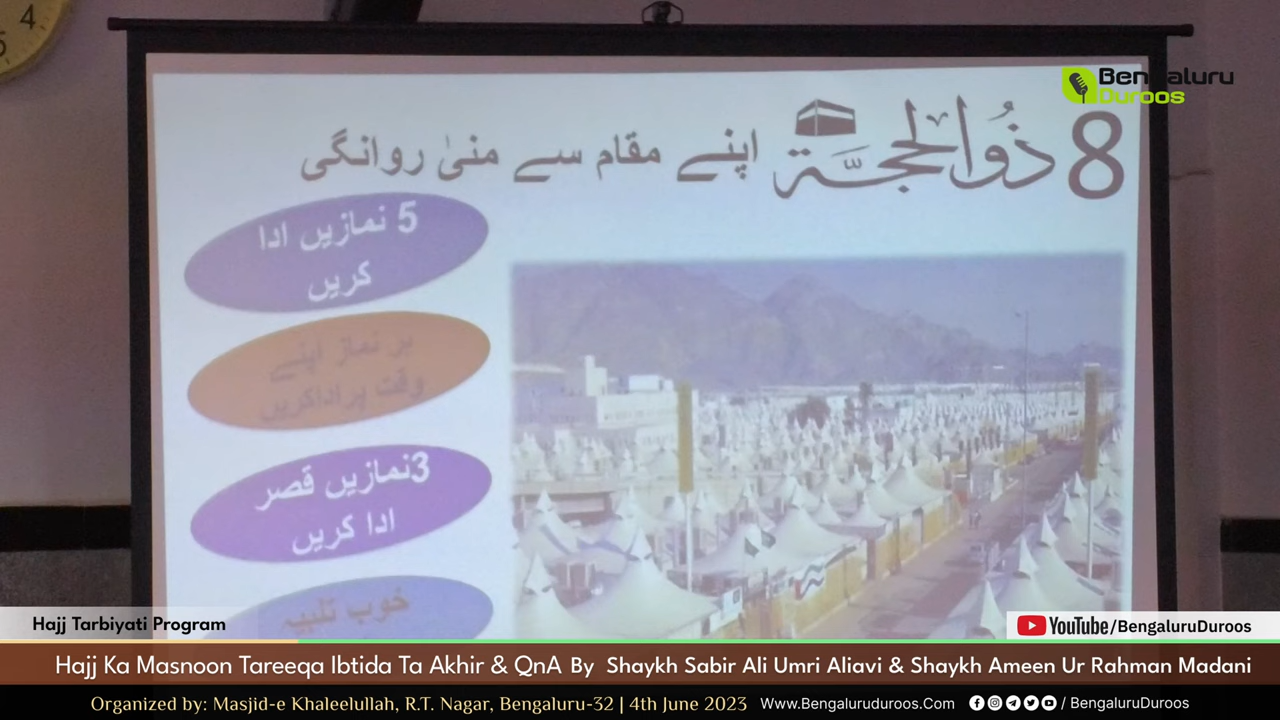 4
5
Bengaluru
Duroos
8 ذُوالحجَّة اپنے مقام سے منیٰ روانگی
5 نمازیں ادا
کریں
ہر نماز اپنے
وقت پر ادا کریں
3نمازیں قصر
ادا کریں
خوب تلبیہ
Hajj Tarbiyati Program
YouTube/BengaluruDuroos
Hajj Ka Masnoon Tareeqa Ibtida Ta Akhir & QnA By Shaykh Sabir Ali Umri Aliavi & Shaykh Ameen Ur Rahman Madani
Organized by: Masjid-e Khaleelullah, R.T. Nagar, Bengaluru-32 | 4th June 2023 Www.Bengaluruduroos.Com / BengaluruDuroos